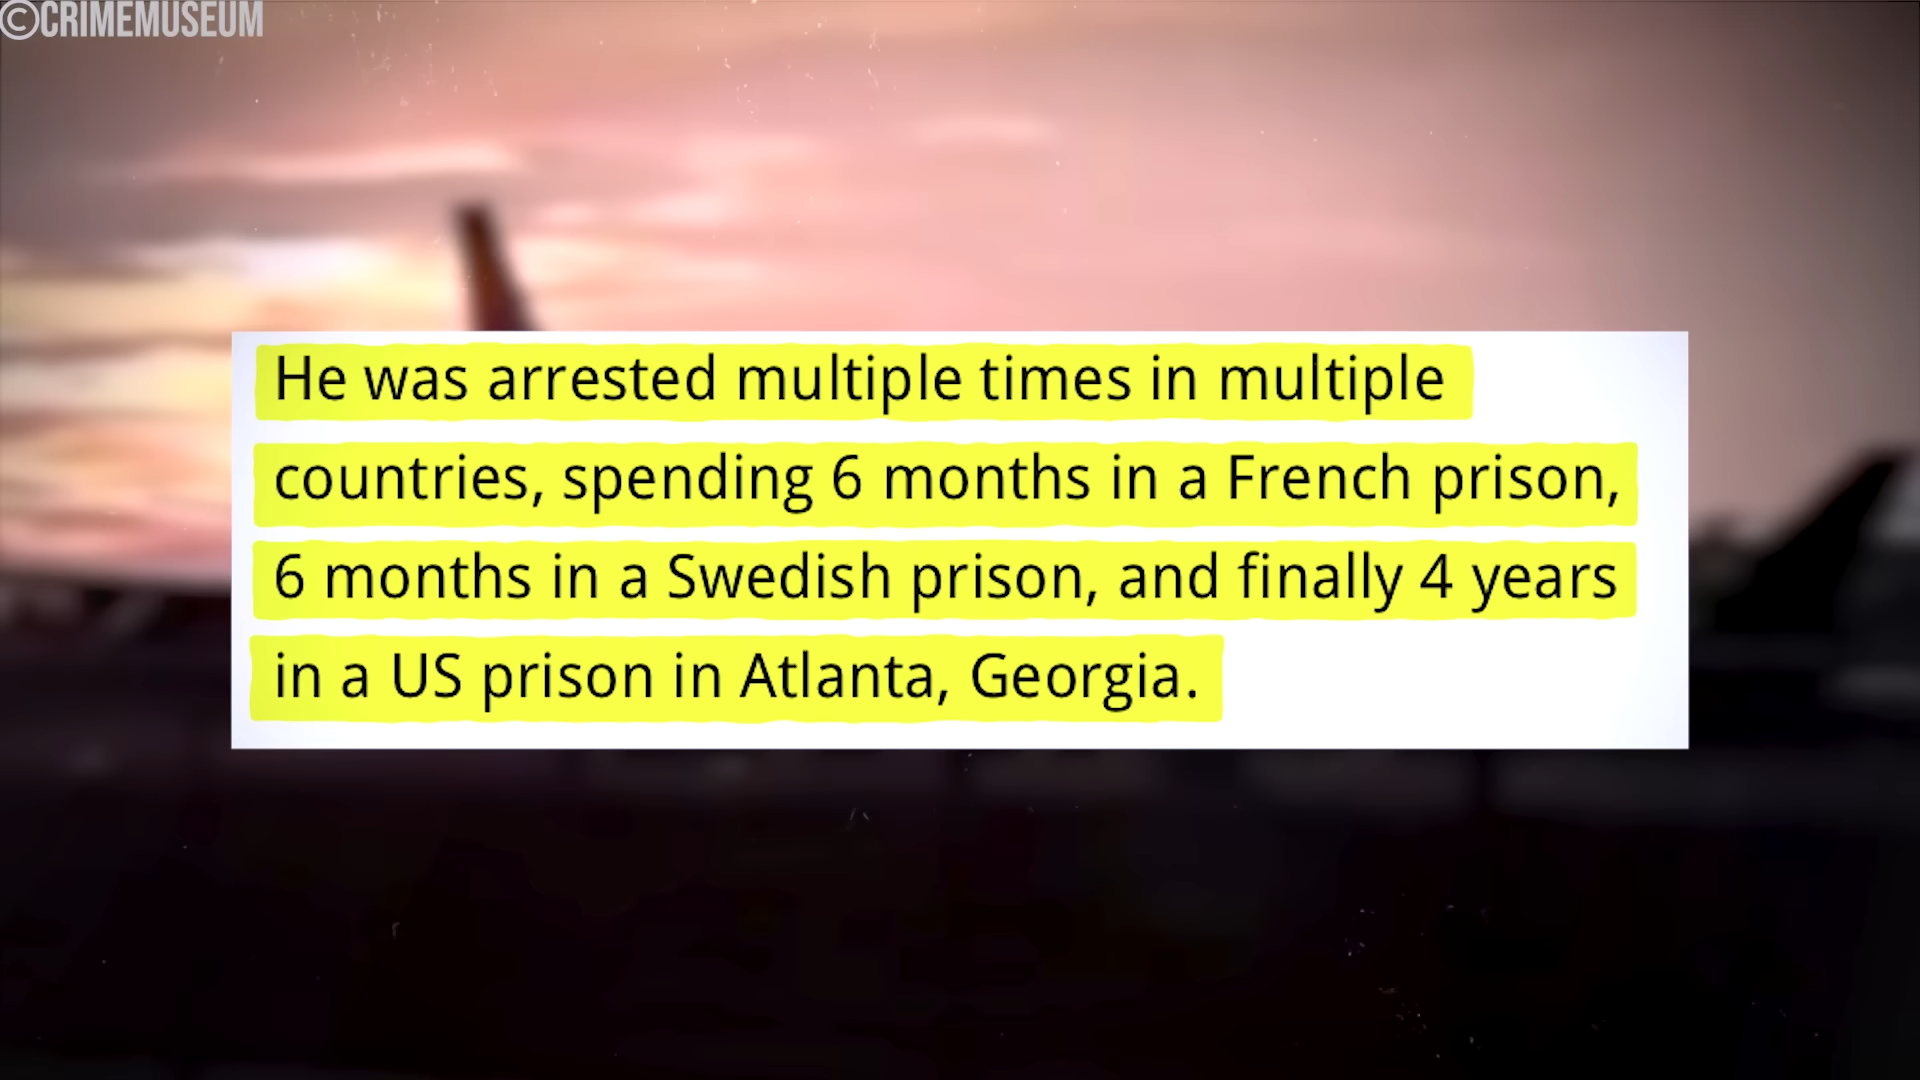 ©CRIMEMUSEUM
He was arrested multiple times in multiple
countries, spending 6 months in a French prison,
6 months in a Swedish prison, and finally 4 years
in a US prison in Atlanta, Georgia.